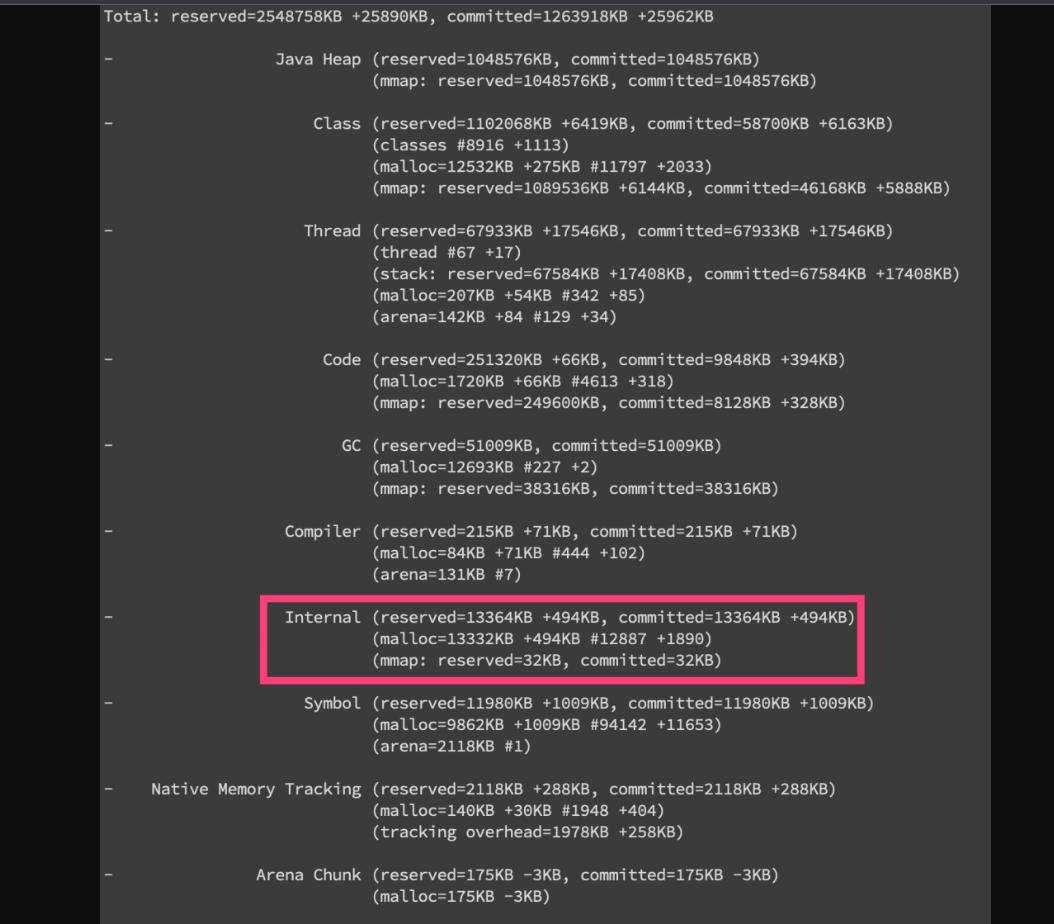 Total: reserved=2548758KB +25890KB, committed=1263918KB +25962KB
- Java Heap (reserved=1048576KB, committed=1048576KB)
(mmap: reserved=1048576KB, committed=1048576KB)
- Class (reserved=1102068KB +6419KB, committed=58700KB +6163KB)
(classes #8916 +1113)
(malloc=12532KB +275KB #11797 +2033)
(mmap: reserved=1089536KB +6144KB, committed=46168KB +5888KB)
- Thread (reserved=67933KB +17546KB, committed=67933KB +17546KB)
(thread #67 +17)
(stack: reserved=67584KB +17408KB, committed=67584KB +17408KB)
(malloc=207KB +54KB #342 +85)
(arena=142KB +84 #129 +34)
- Code (reserved=251320KB +66KB, committed=9848KB +394KB)
(malloc=1720KB +66KB #4613 +318)
(mmap: reserved=249600KB, committed=8128KB +328KB)
- GC (reserved=51009KB, committed=51009KB)
(malloc=12693KB #227 +2)
(mmap: reserved=38316KB, committed=38316KB)
- Compiler (reserved=215KB +71KB, committed=215KB +71KB)
(malloc=84KB +71KB #444 +102)
(arena=131KB #7)
- Internal (reserved=13364KB +494KB, committed=13364KB +494KB)
(malloc=13332KB +494KB #12887 +1890)
(mmap: reserved=32KB, committed=32KB)
- Symbol (reserved=11980KB +1009KB, committed=11980KB +1009KB)
(malloc=9862KB +1009KB #94142 +11653)
(arena=2118KB #1)
- Native Memory Tracking (reserved=2118KB +288KB, committed=2118KB +288KB)
(malloc=140KB +30KB #1948 +404)
(tracking overhead=1978KB +258KB)
- Arena Chunk (reserved=175KB -3KB, committed=175KB -3KB)
(malloc=175KB -3KB)